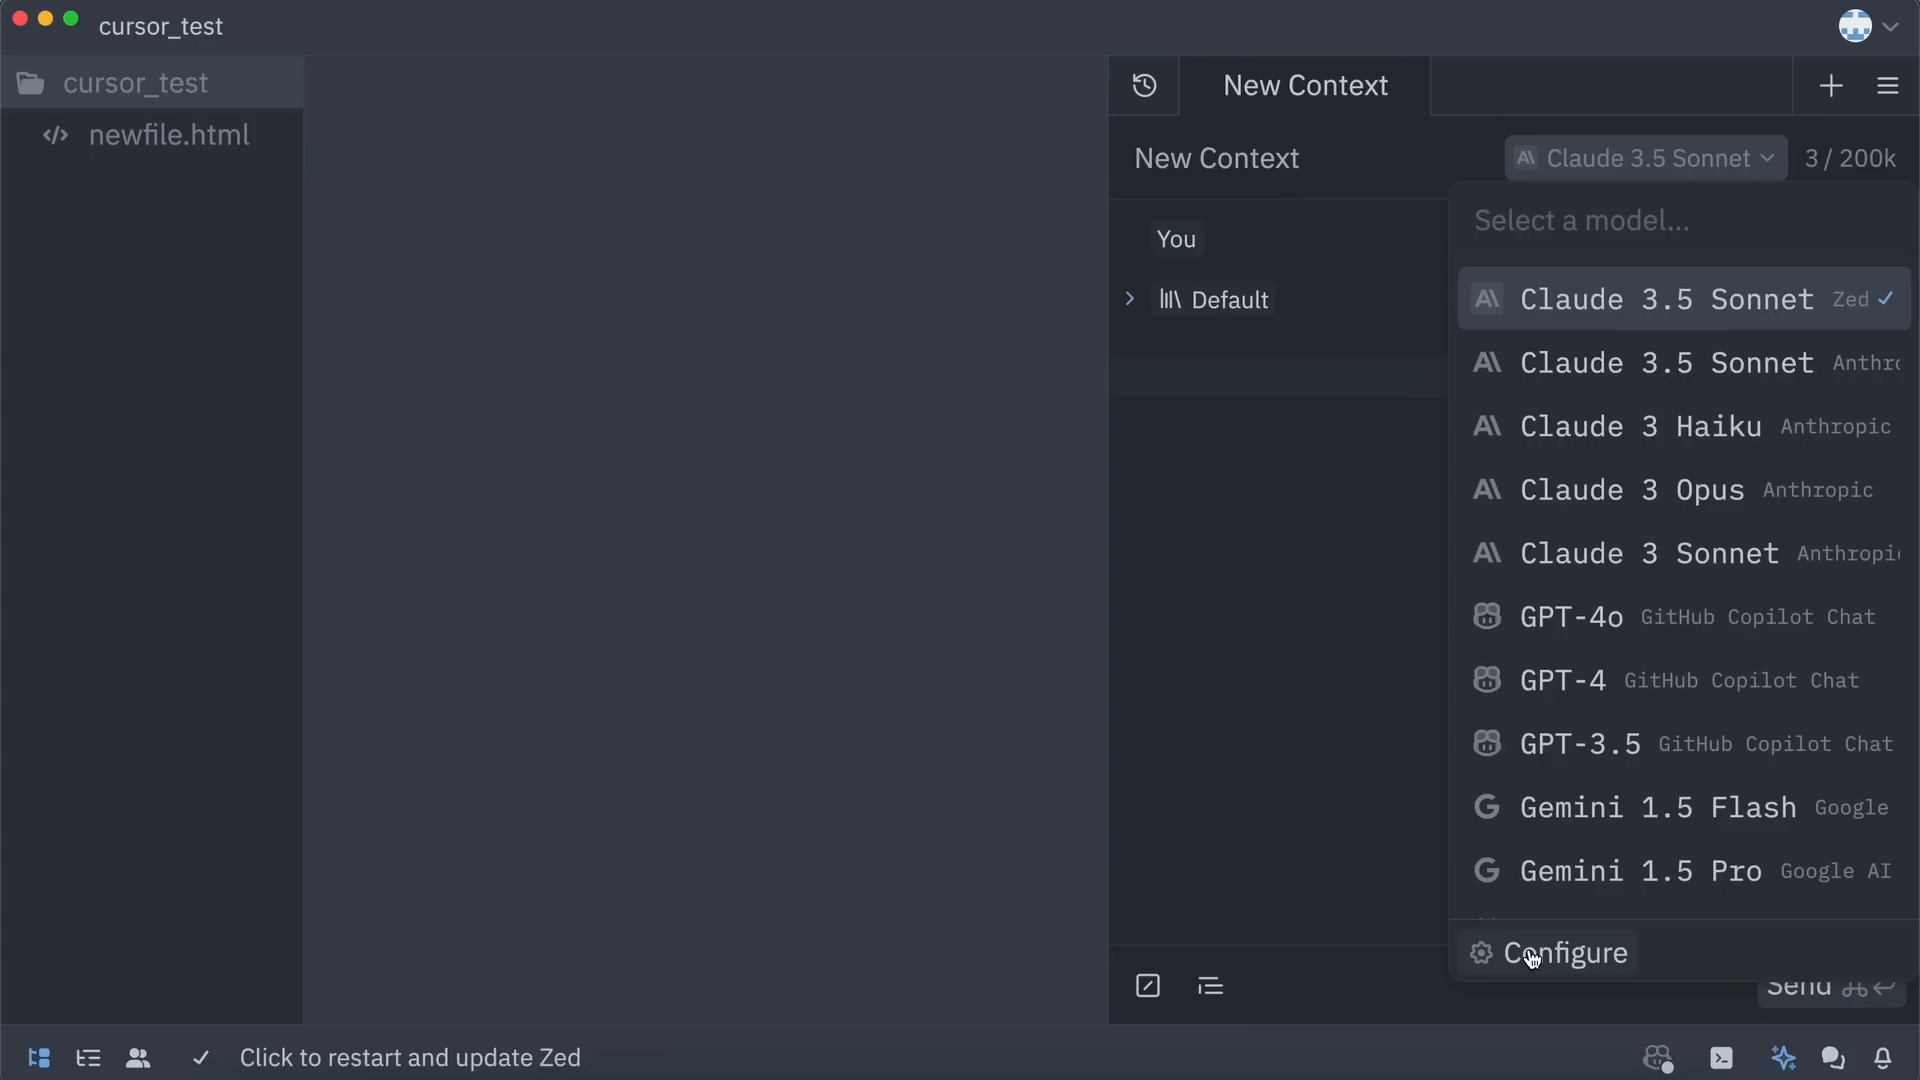 cursor_test
cursor_test
newfile.html
New Context
New Context
Claude 3.5 Sonnet
3 / 200k
You
Default
Select a model...
Claude 3.5 Sonnet Zed
Claude 3.5 Sonnet Anthro
Claude 3 Haiku Anthropic
Claude 3 Opus Anthropic
Claude 3 Sonnet Anthropic
GPT-4o GitHub Copilot Chat
GPT-4 GitHub Copilot Chat
GPT-3.5 GitHub Copilot Chat
Gemini 1.5 Flash Google
Gemini 1.5 Pro Google AI
Configure
Send
Click to restart and update Zed